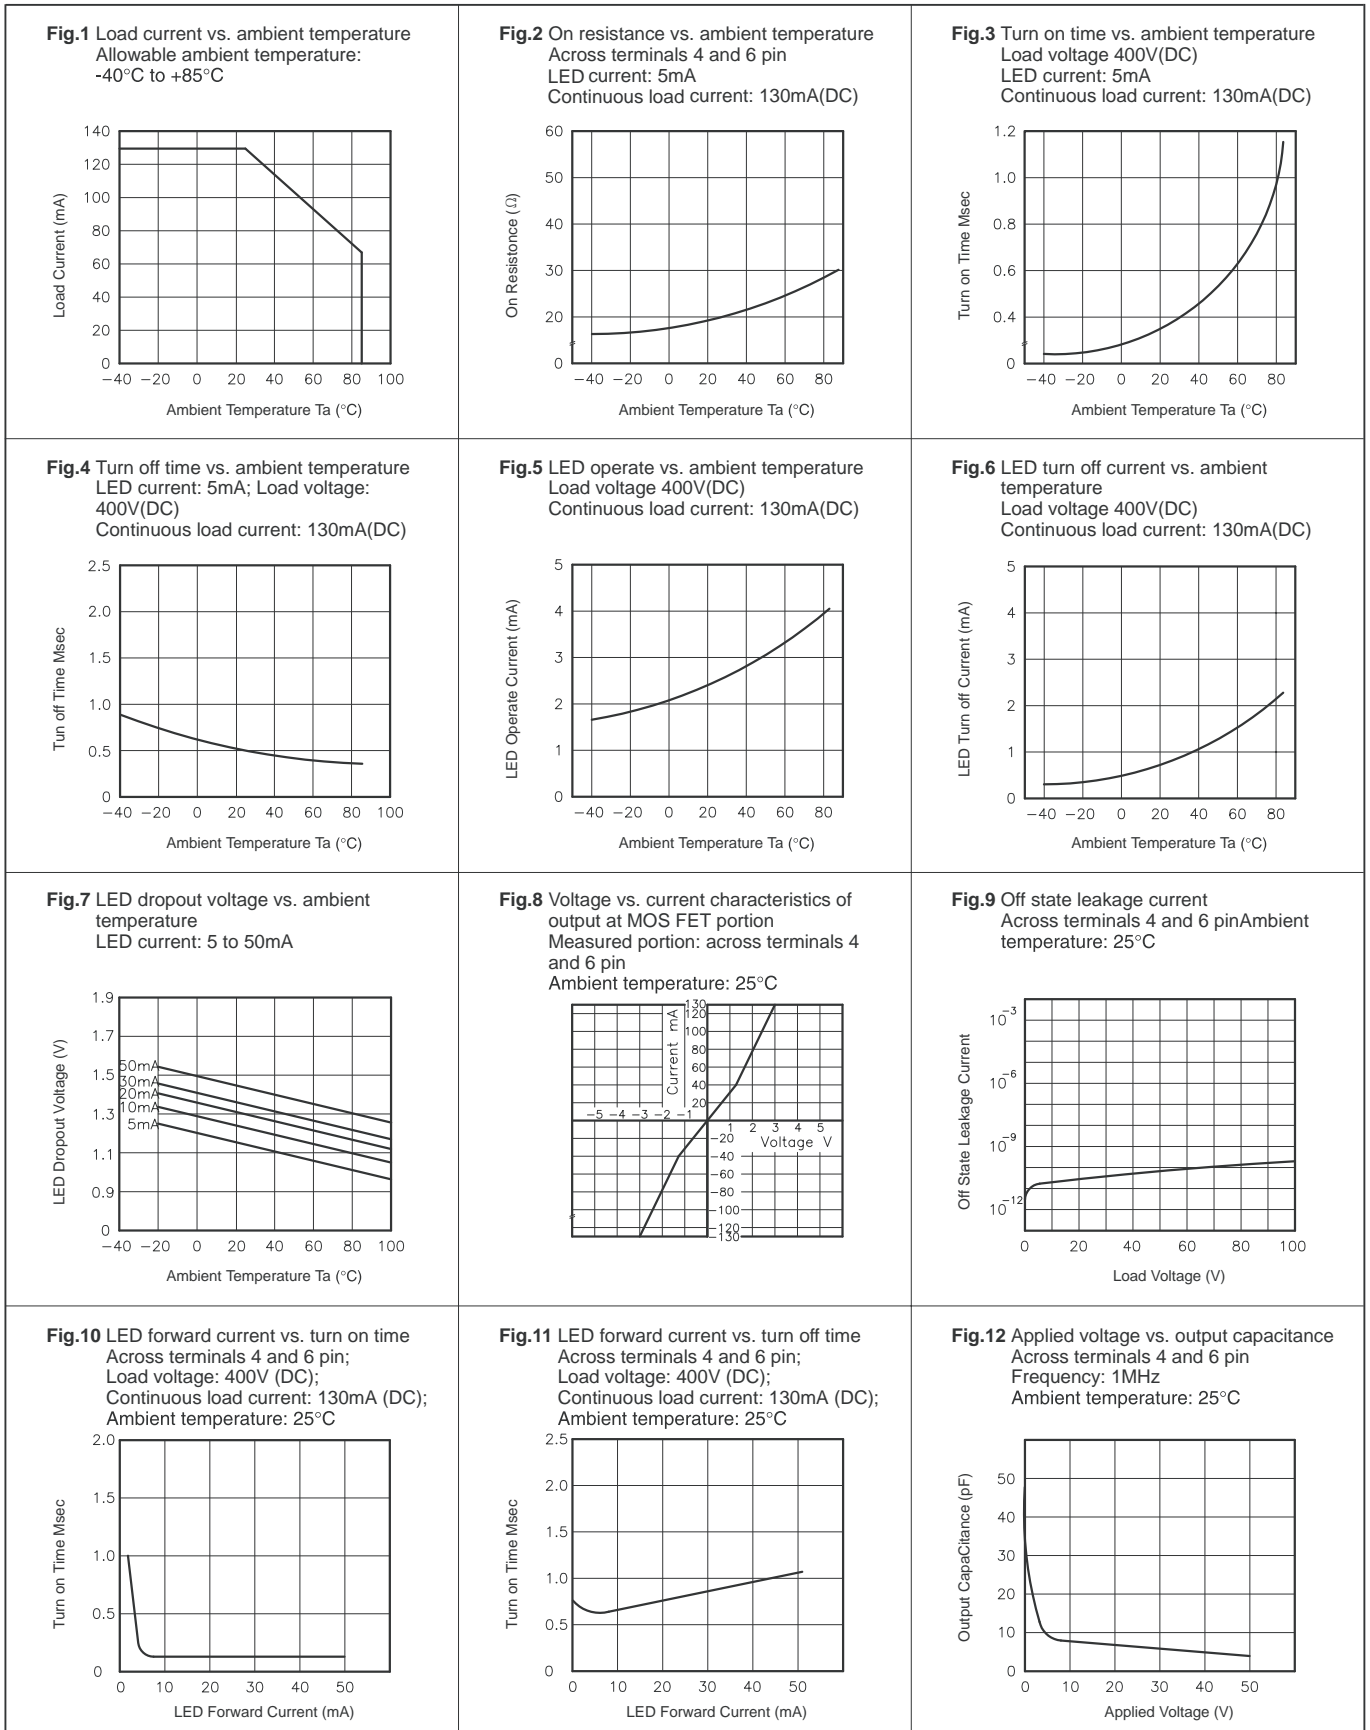 Fig.1 Load current vs. ambient temperature
Allowable ambient temperature:
-40°C to +85°C
140
120
100
80
60
40
20
0
Load Current (mA)
−40 −20 0 20 40 60 80 100
Ambient Temperature Ta (°C)
Fig.2 On resistance vs. ambient temperature
Across terminals 4 and 6 pin
LED current: 5mA
Continuous load current: 130mA(DC)
60
50
40
30
20
0
On Resistonce (Ω)
−40 −20 0 20 40 60 80
Ambient Temperature Ta (°C)
Fig.3 Turn on time vs. ambient temperature
Load voltage 400V(DC)
LED current: 5mA
Continuous load current: 130mA(DC)
1.2
1.0
0.8
0.6
0.4
0
Turn on Time Msec
−40 −20 0 20 40 60 80
Ambient Temperature Ta (°C)
Fig.4 Turn off time vs. ambient temperature
LED current: 5mA; Load voltage:
400V(DC)
Continuous load current: 130mA(DC)
2.5
2.0
1.5
1.0
0.5
0
Tun off Time Msec
−40 −20 0 20 40 60 80 100
Ambient Temperature Ta (°C)
Fig.5 LED operate vs. ambient temperature
Load voltage 400V(DC)
Continuous load current: 130mA(DC)
5
4
3
2
1
0
LED Operate Current (mA)
−40 −20 0 20 40 60 80
Ambient Temperature Ta (°C)
Fig.6 LED turn off current vs. ambient
temperature
Load voltage 400V(DC)
Continuous load current: 130mA(DC)
5
4
3
2
1
0
LED Turn off Current (mA)
−40 −20 0 20 40 60 80
Ambient Temperature Ta (°C)
Fig.7 LED dropout voltage vs. ambient
temperature
LED current: 5 to 50mA
1.9
1.7
1.5
1.3
1.1
0.9
0
LED Dropout Voltage (V)
50mA
30mA
20mA
10mA
5mA
−40 −20 0 20 40 60 80 100
Ambient Temperature Ta (°C)
Fig.8 Voltage vs. current characteristics of
output at MOS FET portion
Measured portion: across terminals 4
and 6 pin
Ambient temperature: 25°C
130
120
100
80
60
40
20
Current mA
−5 −4 −3 −2 −1
1 2 3 4 5
Voltage V
−20
−40
−60
−80
−100
−120
−130
Fig.9 Off state leakage current
Across terminals 4 and 6 pinAmbient
temperature: 25°C
10−3
10−6
10−9
10−12
Off State Leakage Current
0 20 40 60 80 100
Load Voltage (V)
Fig.10 LED forward current vs. turn on time
Across terminals 4 and 6 pin;
Load voltage: 400V (DC);
Continuous load current: 130mA (DC);
Ambient temperature: 25°C
2.0
1.5
1.0
0.5
0
Turn on Time Msec
0 10 20 30 40 50
LED Forward Current (mA)
Fig.11 LED forward current vs. turn off time
Across terminals 4 and 6 pin;
Load voltage: 400V (DC);
Continuous load current: 130mA (DC);
Ambient temperature: 25°C
2.5
2.0
1.5
1.0
0.5
0
Turn on Time Msec
0 10 20 30 40 50
LED Forward Current (mA)
Fig.12 Applied voltage vs. output capacitance
Across terminals 4 and 6 pin
Frequency: 1MHz
Ambient temperature: 25°C
50
40
30
20
10
0
Output CapaCitance (pF)
0 10 20 30 40 50
Applied Voltage (V)